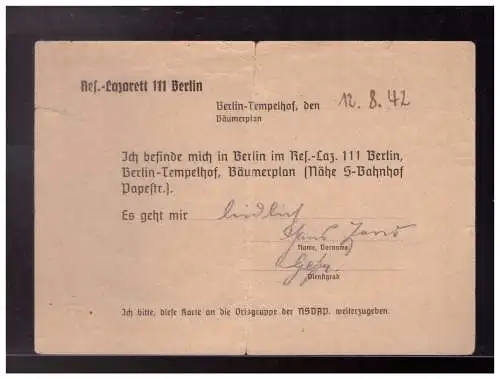 Res.-Lazarett 111 Berlin
Berlin-Tempelhof, den 12.8.42
Bäumerplan
Ich befinde mich in Berlin im Res.-Laz. 111 Berlin,
Berlin-Tempelhof, Bäumerplan (Nähe S-Bahnhof
Papestr.).
Es geht mir
Name, Vorname
Gefr.
Dienstgrad
Ich bitte, diese Karte an die Ortsgruppe der NSDAP. weiterzugeben.